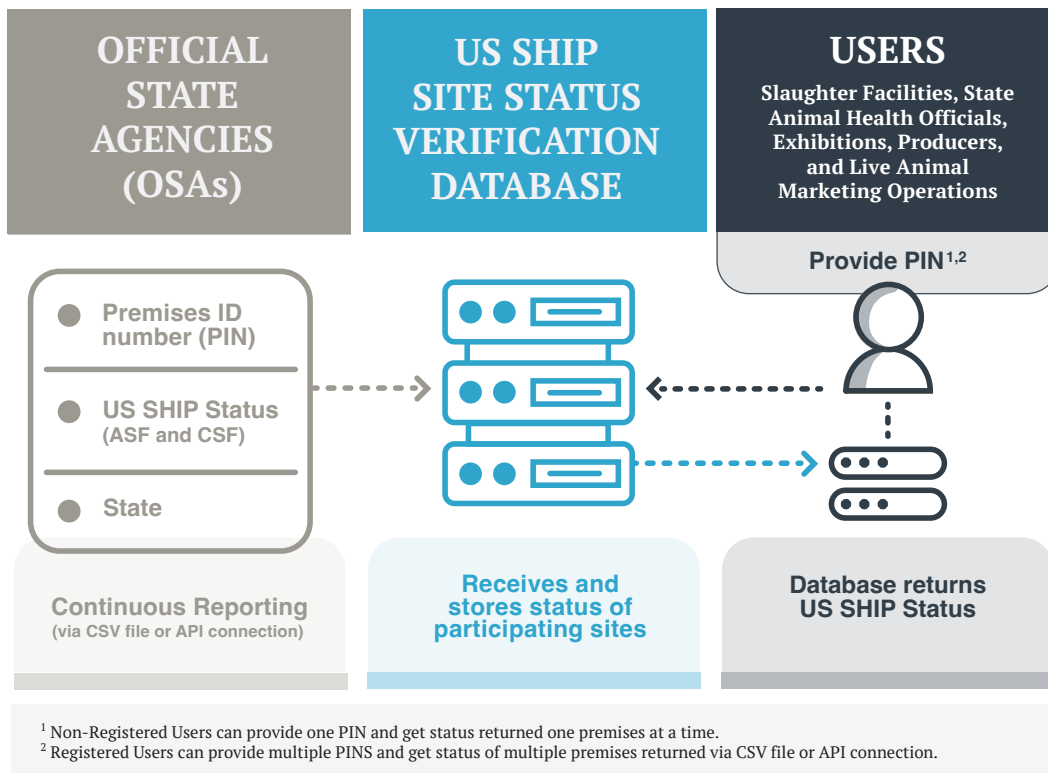 OFFICIAL
STATE
AGENCIES
(OSAs)
US SHIP
SITE STATUS
VERIFICATION
DATABASE
USERS
Slaughter Facilities, State
Animal Health Officials,
Exhibitions, Producers,
and Live Animal
Marketing Operations
Provide PIN1,2
Premises ID
number (PIN)
US SHIP Status
(ASF and CSF)
State
Continuous Reporting
(via CSV file or API connection)
Receives and
stores status of
participating sites
Database returns
US SHIP Status
1 Non-Registered Users can provide one PIN and get status returned one premises at a time.
2 Registered Users can provide multiple PINS and get status of multiple premises returned via CSV file or API connection.